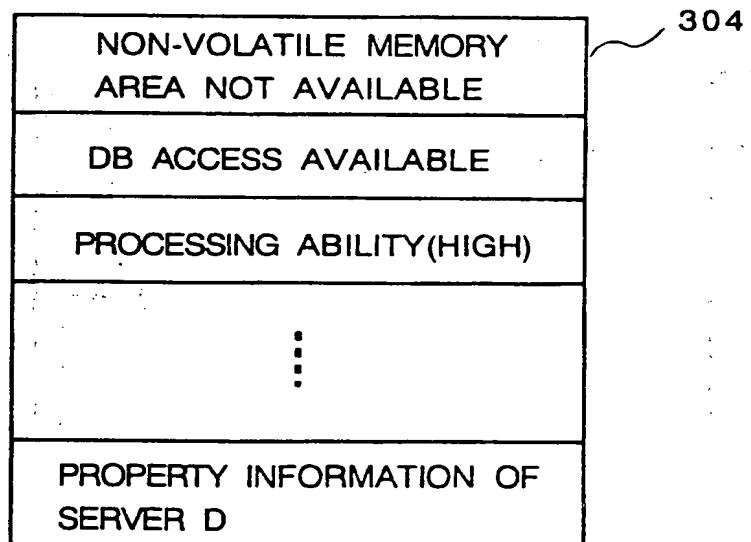 304
NON-VOLATILE MEMORY
AREA NOT AVAILABLE
DB ACCESS AVAILABLE
PROCESSING ABILITY(HIGH)
PROPERTY INFORMATION OF
SERVER D